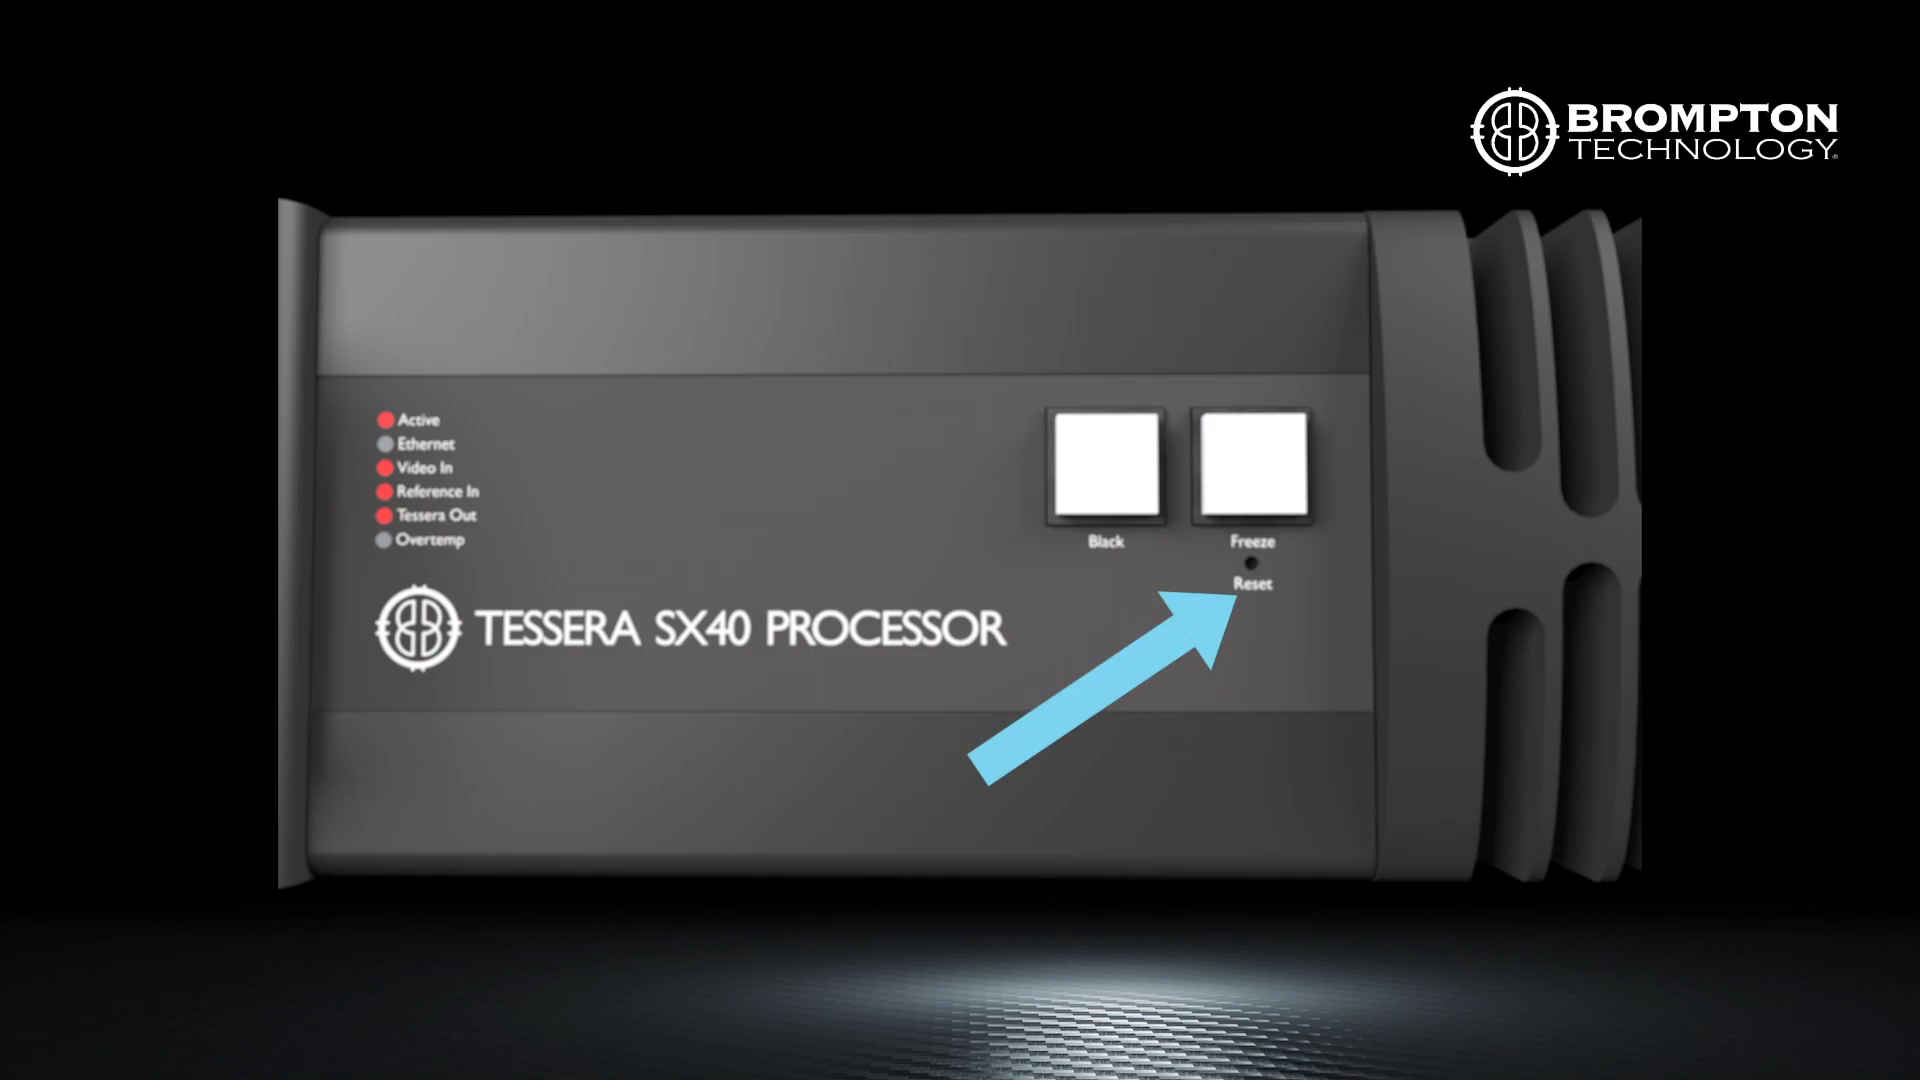 BROMPTON
TECHNOLOGY
Active
Ethernet
Video In
Reference In
Tessera Out
Overtemp
Black
Freeze
Reset
TESSERA SX40 PROCESSOR